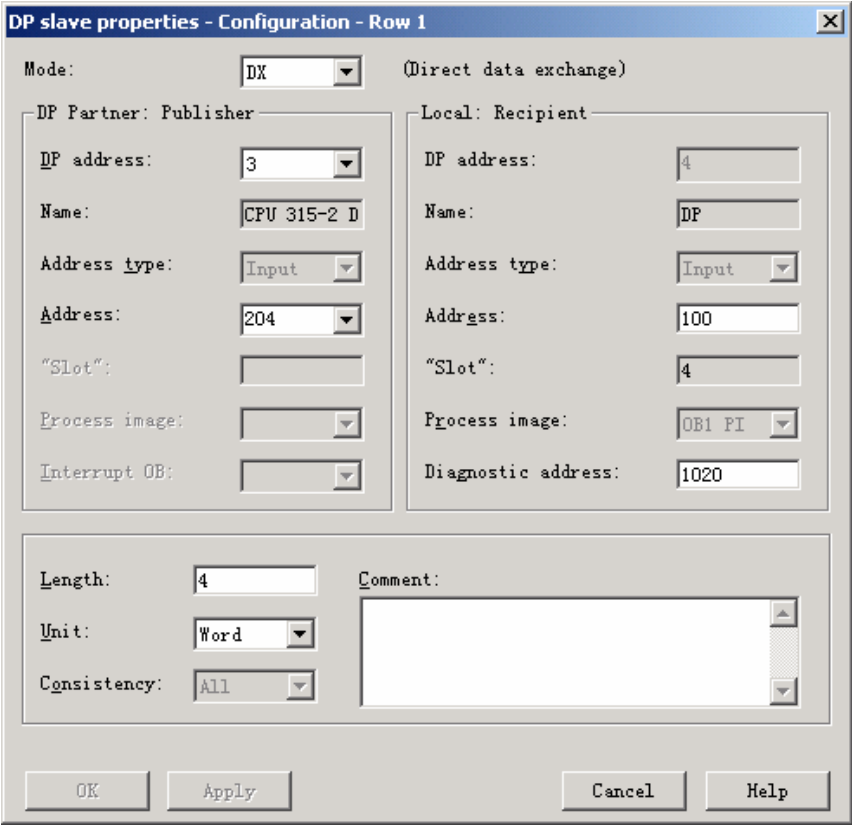 DP slave properties - Configuration - Row 1
Mode: DX (Direct data exchange)
DP Partner: Publisher
DP address: 3
Name: CPU 315-2 D
Address type: Input
Address: 204
"Slot":
Process image:
Interrupt OB:
Local: Recipient
DP address: 4
Name: DP
Address type: Input
Address: 100
"Slot": 4
Process image: OB1 PI
Diagnostic address: 1020
Length: 4
Unit: Word
Consistency: All
Comment:
OK Apply Cancel Help